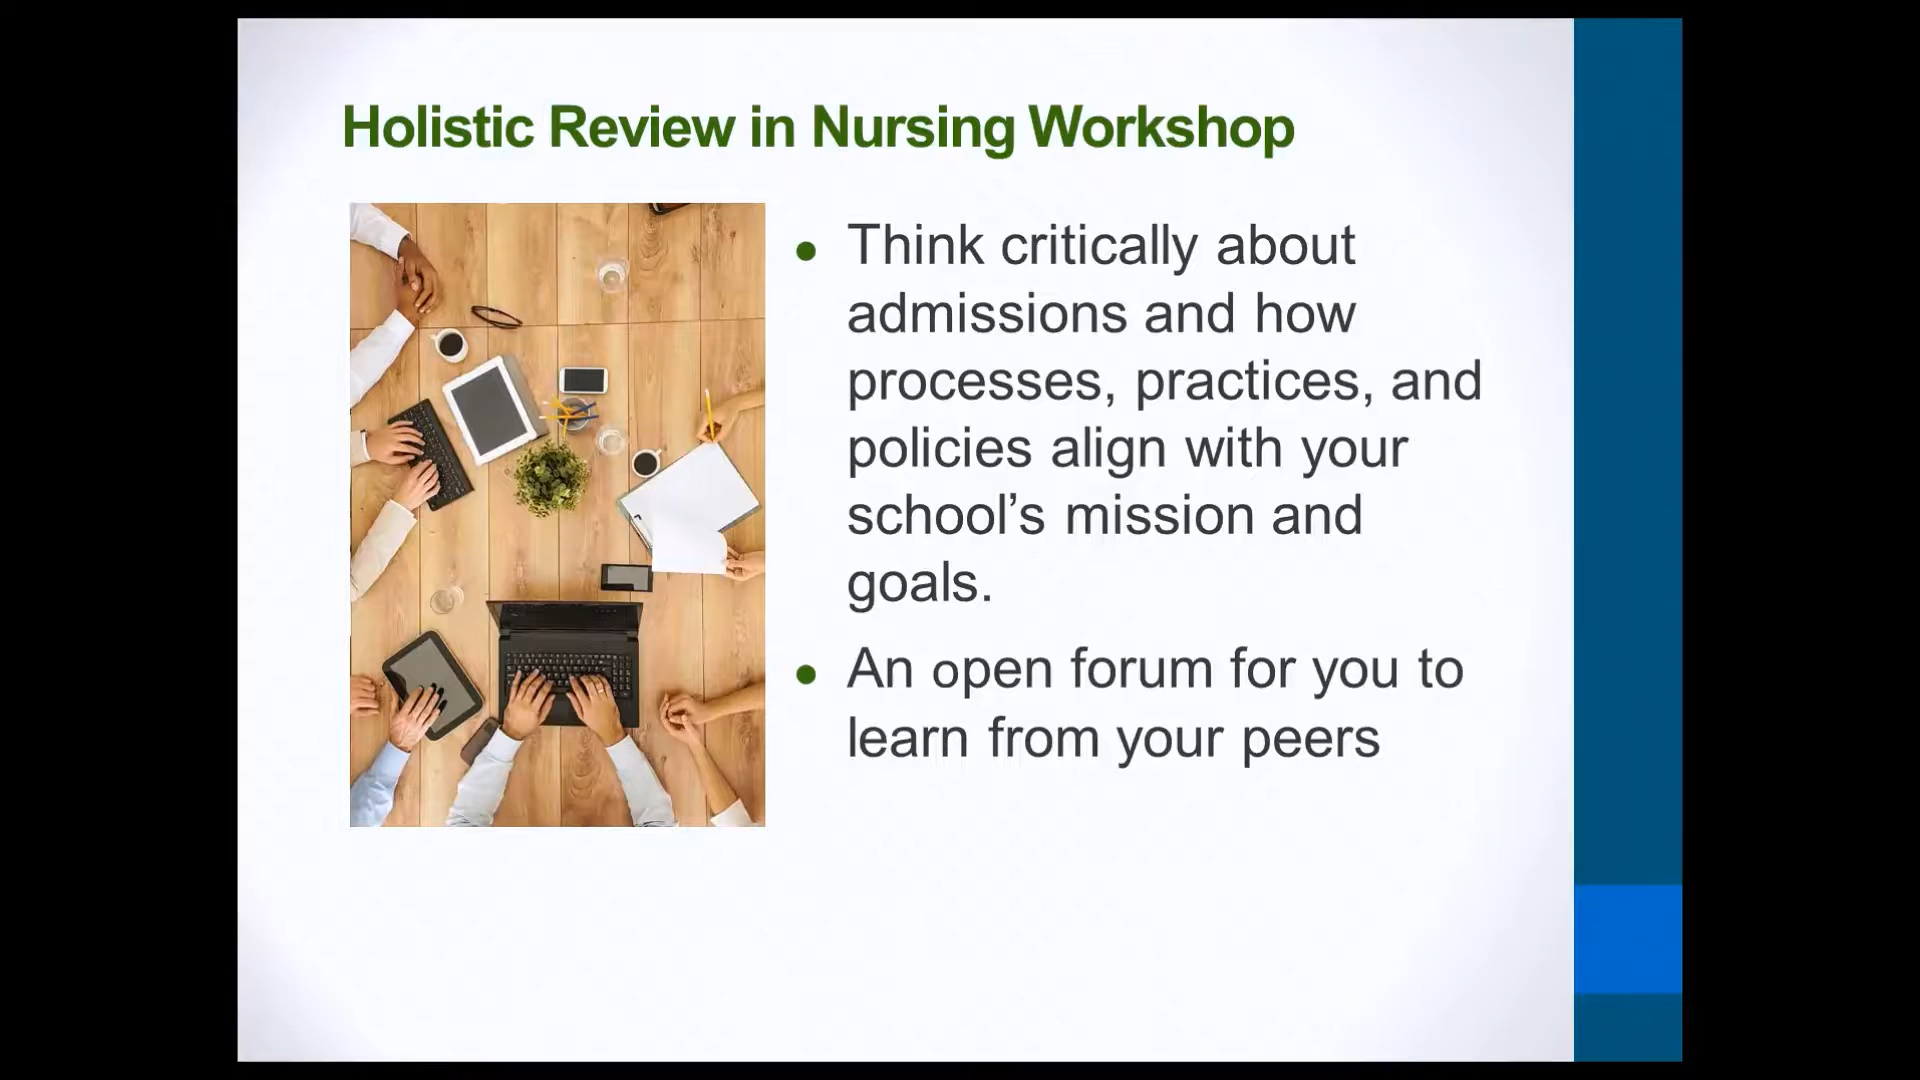 Holistic Review in Nursing Workshop
Think critically about
admissions and how
processes, practices, and
policies align with your
school’s mission and
goals.
An open forum for you to
learn from your peers